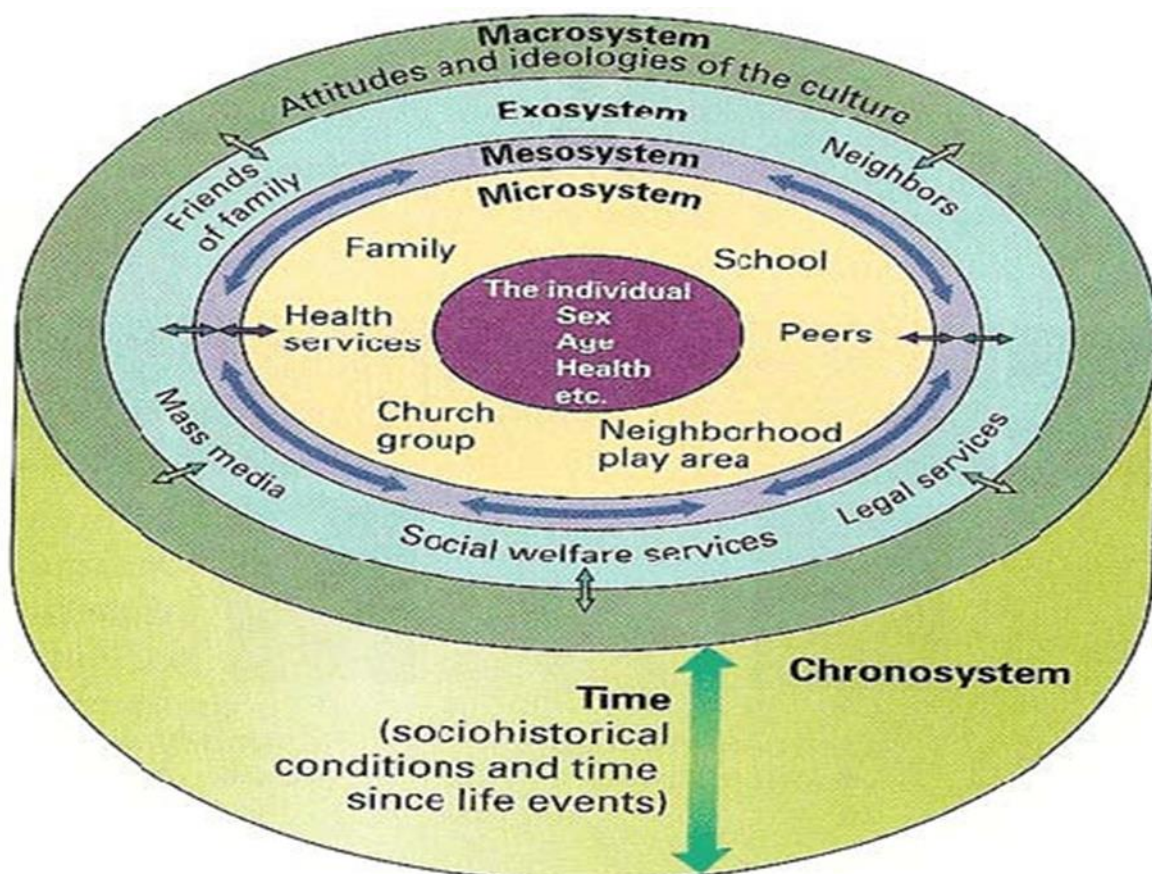 Macrosystem
Attitudes and ideologies of the culture
Exosystem
Mesosystem
Microsystem
Friends
of family
Neighbors
Family
School
The individual
Sex
Age
Health
etc.
Health
services
Peers
Church
group
Neighborhood
play area
Mass media
Social welfare services
Legal services
Chronosystem
Time
(sociohistorical
conditions and time
since life events)